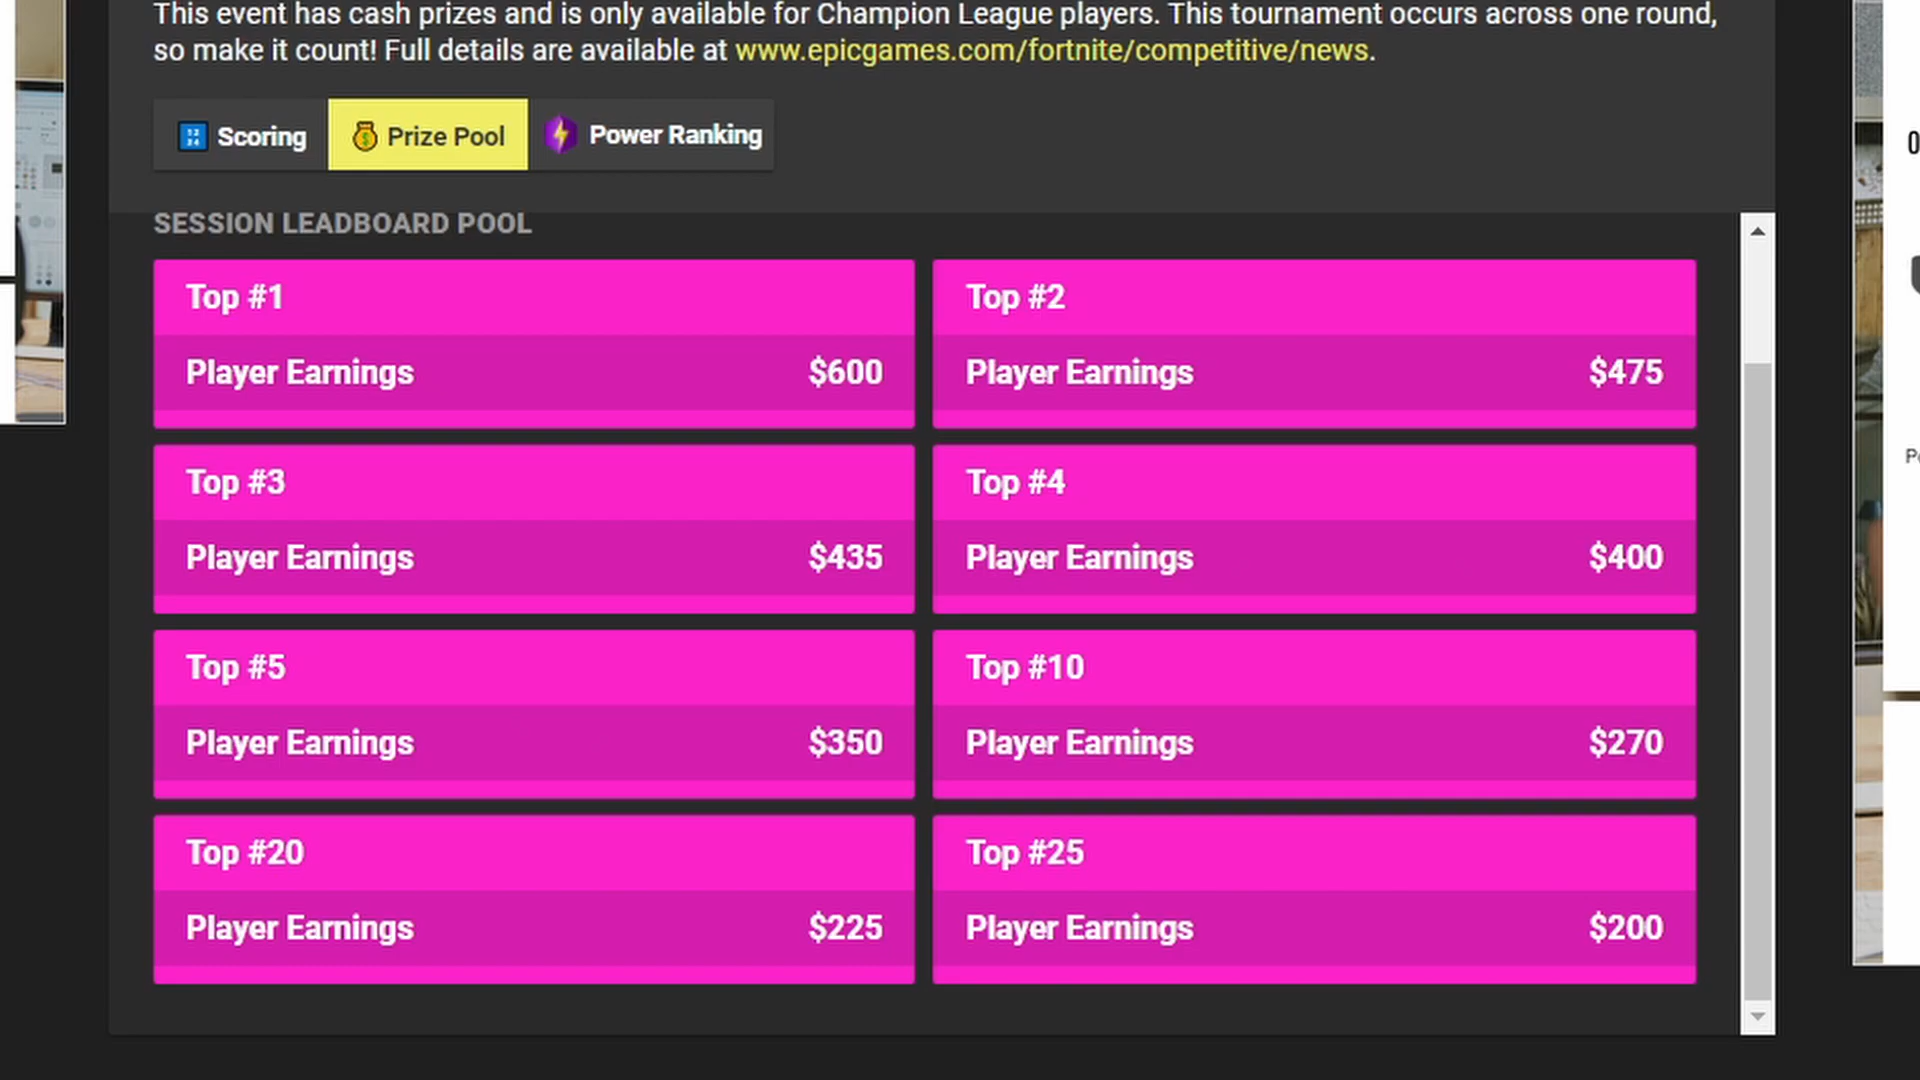 This event has cash prizes and is only available for Champion League players. This tournament occurs across one round,
so make it count! Full details are available at www.epicgames.com/fortnite/competitive/news.
Scoring
Prize Pool
Power Ranking
SESSION LEADBOARD POOL
Top #1
Player Earnings $600
Top #2
Player Earnings $475
Top #3
Player Earnings $435
Top #4
Player Earnings $400
Top #5
Player Earnings $350
Top #10
Player Earnings $270
Top #20
Player Earnings $225
Top #25
Player Earnings $200